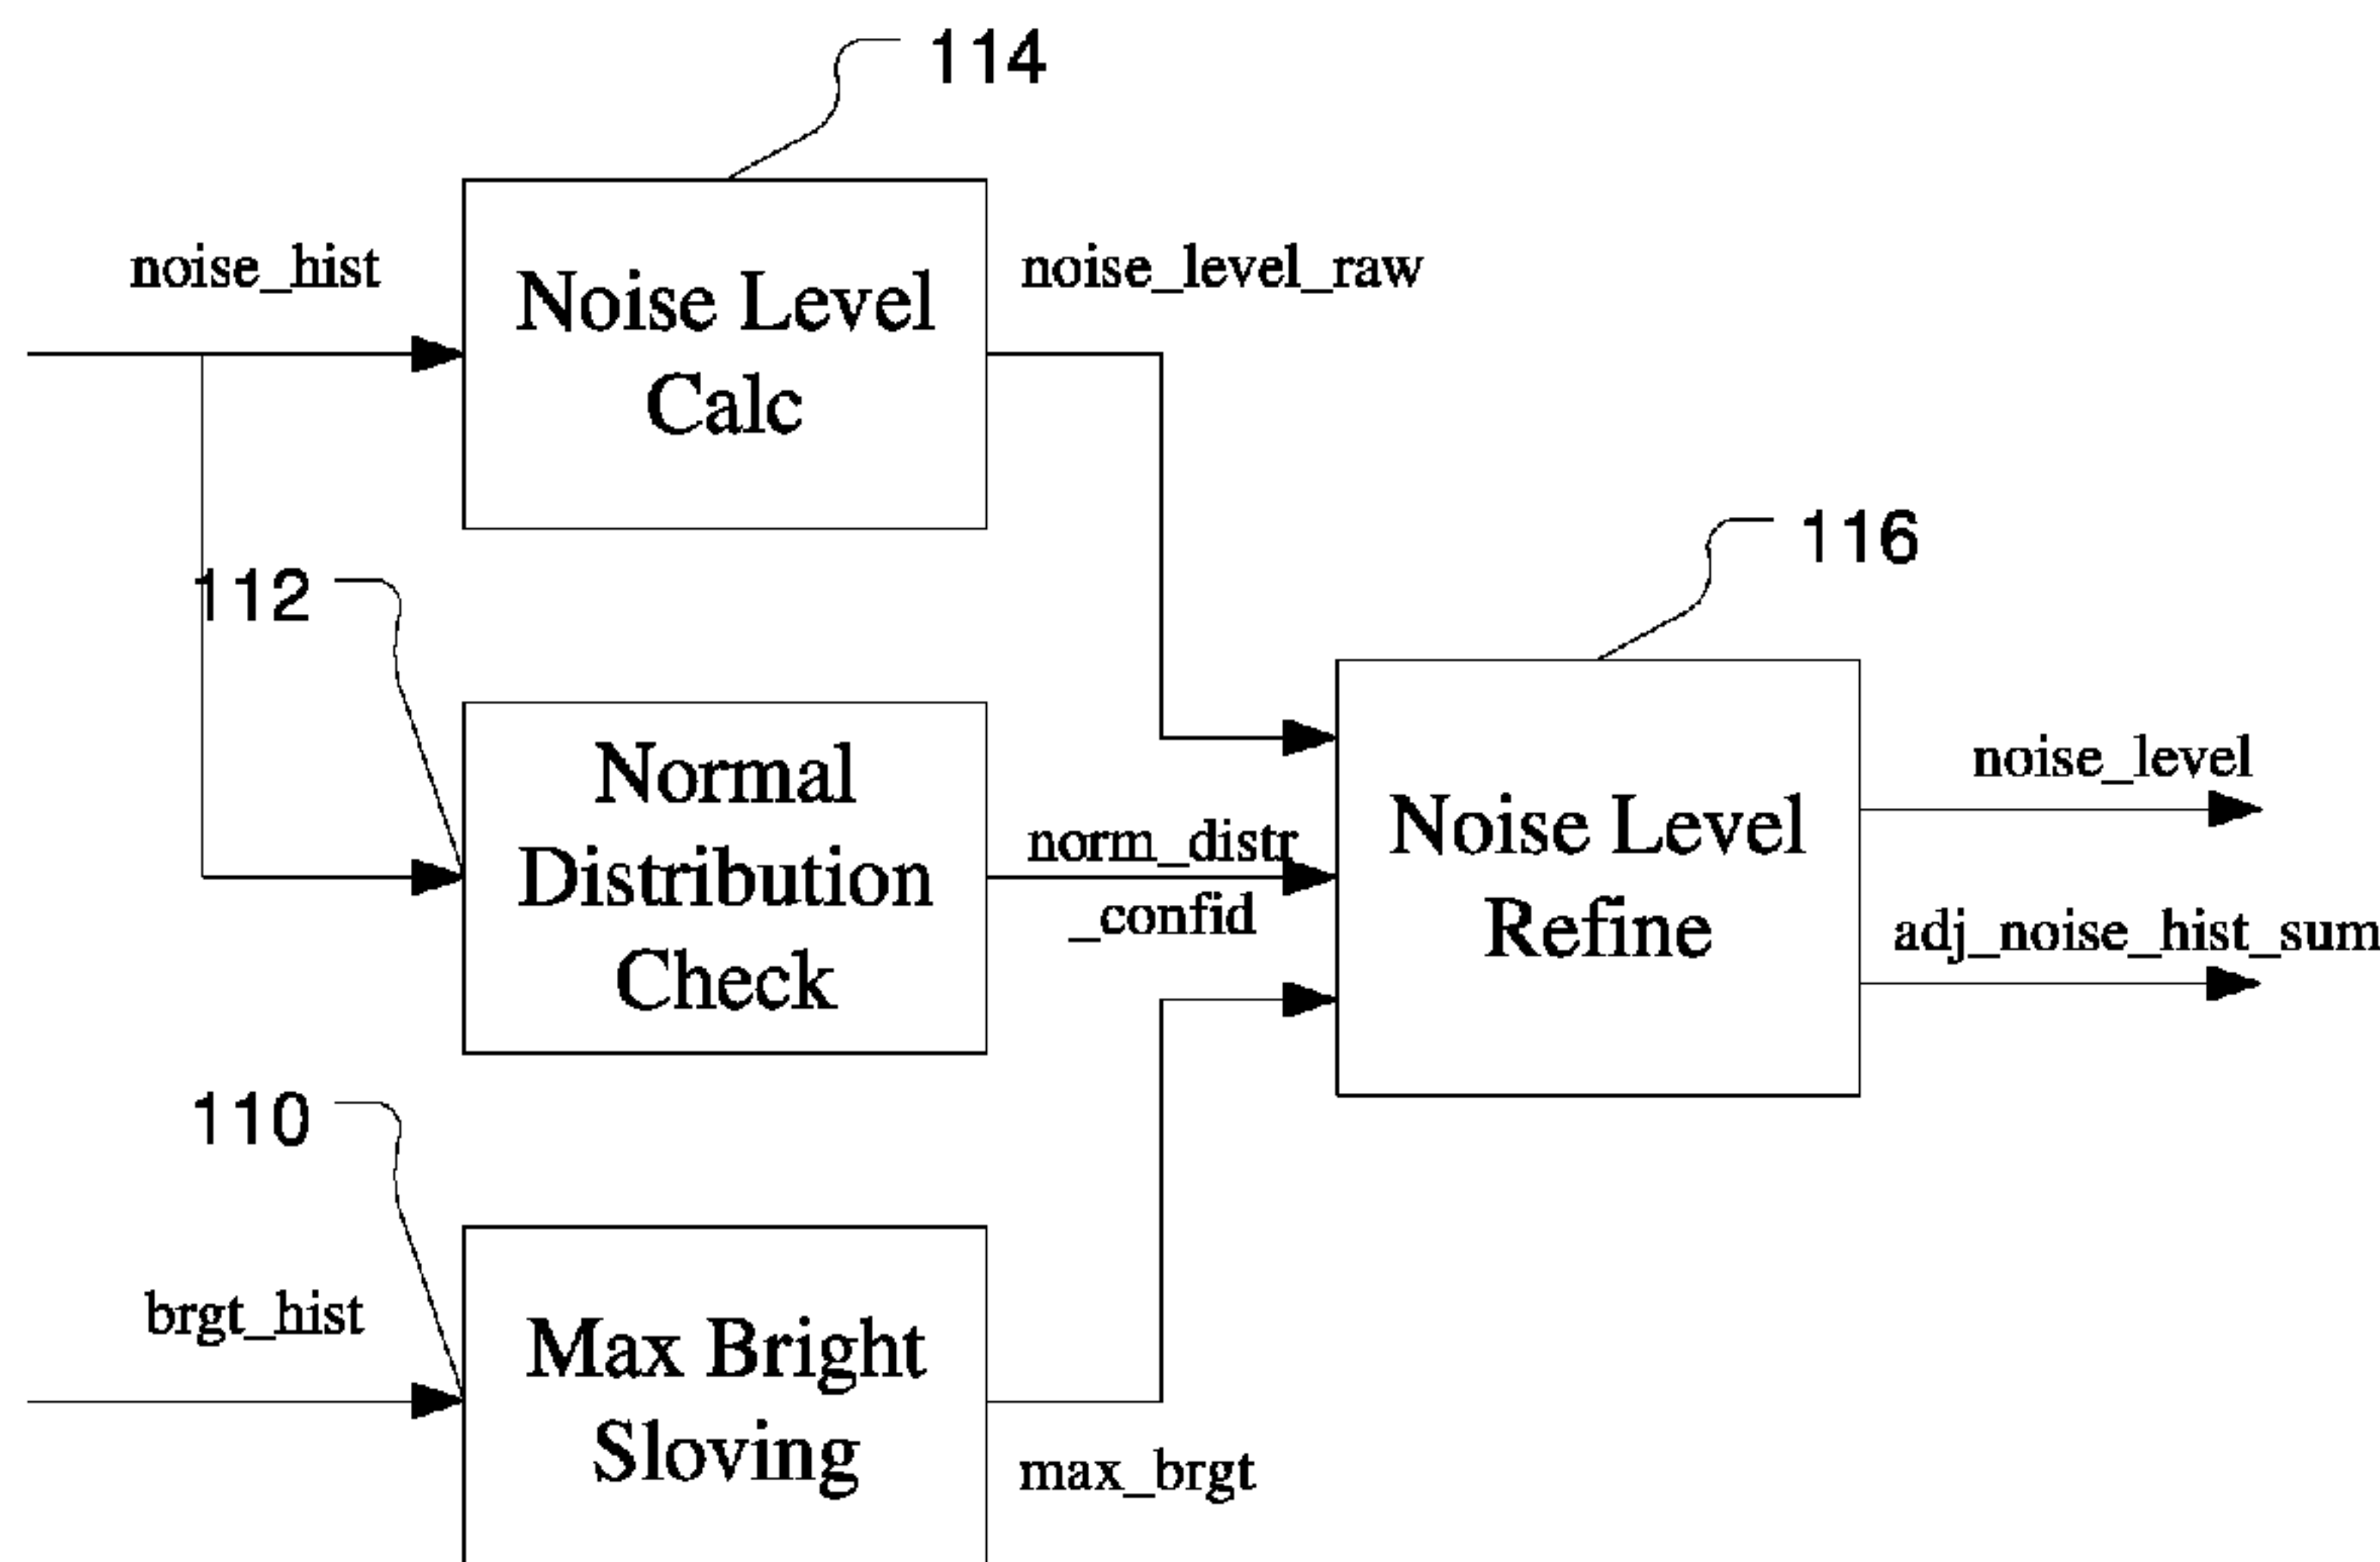 114
noise_hist
Noise Level
Calc
noise_level_raw
112
116
Normal
Distribution
Check
norm_distr
_confid
Noise Level
Refine
noise_level
adj_noise_hist_sum
110
brgt_hist
Max Bright
Sloving
max_brgt